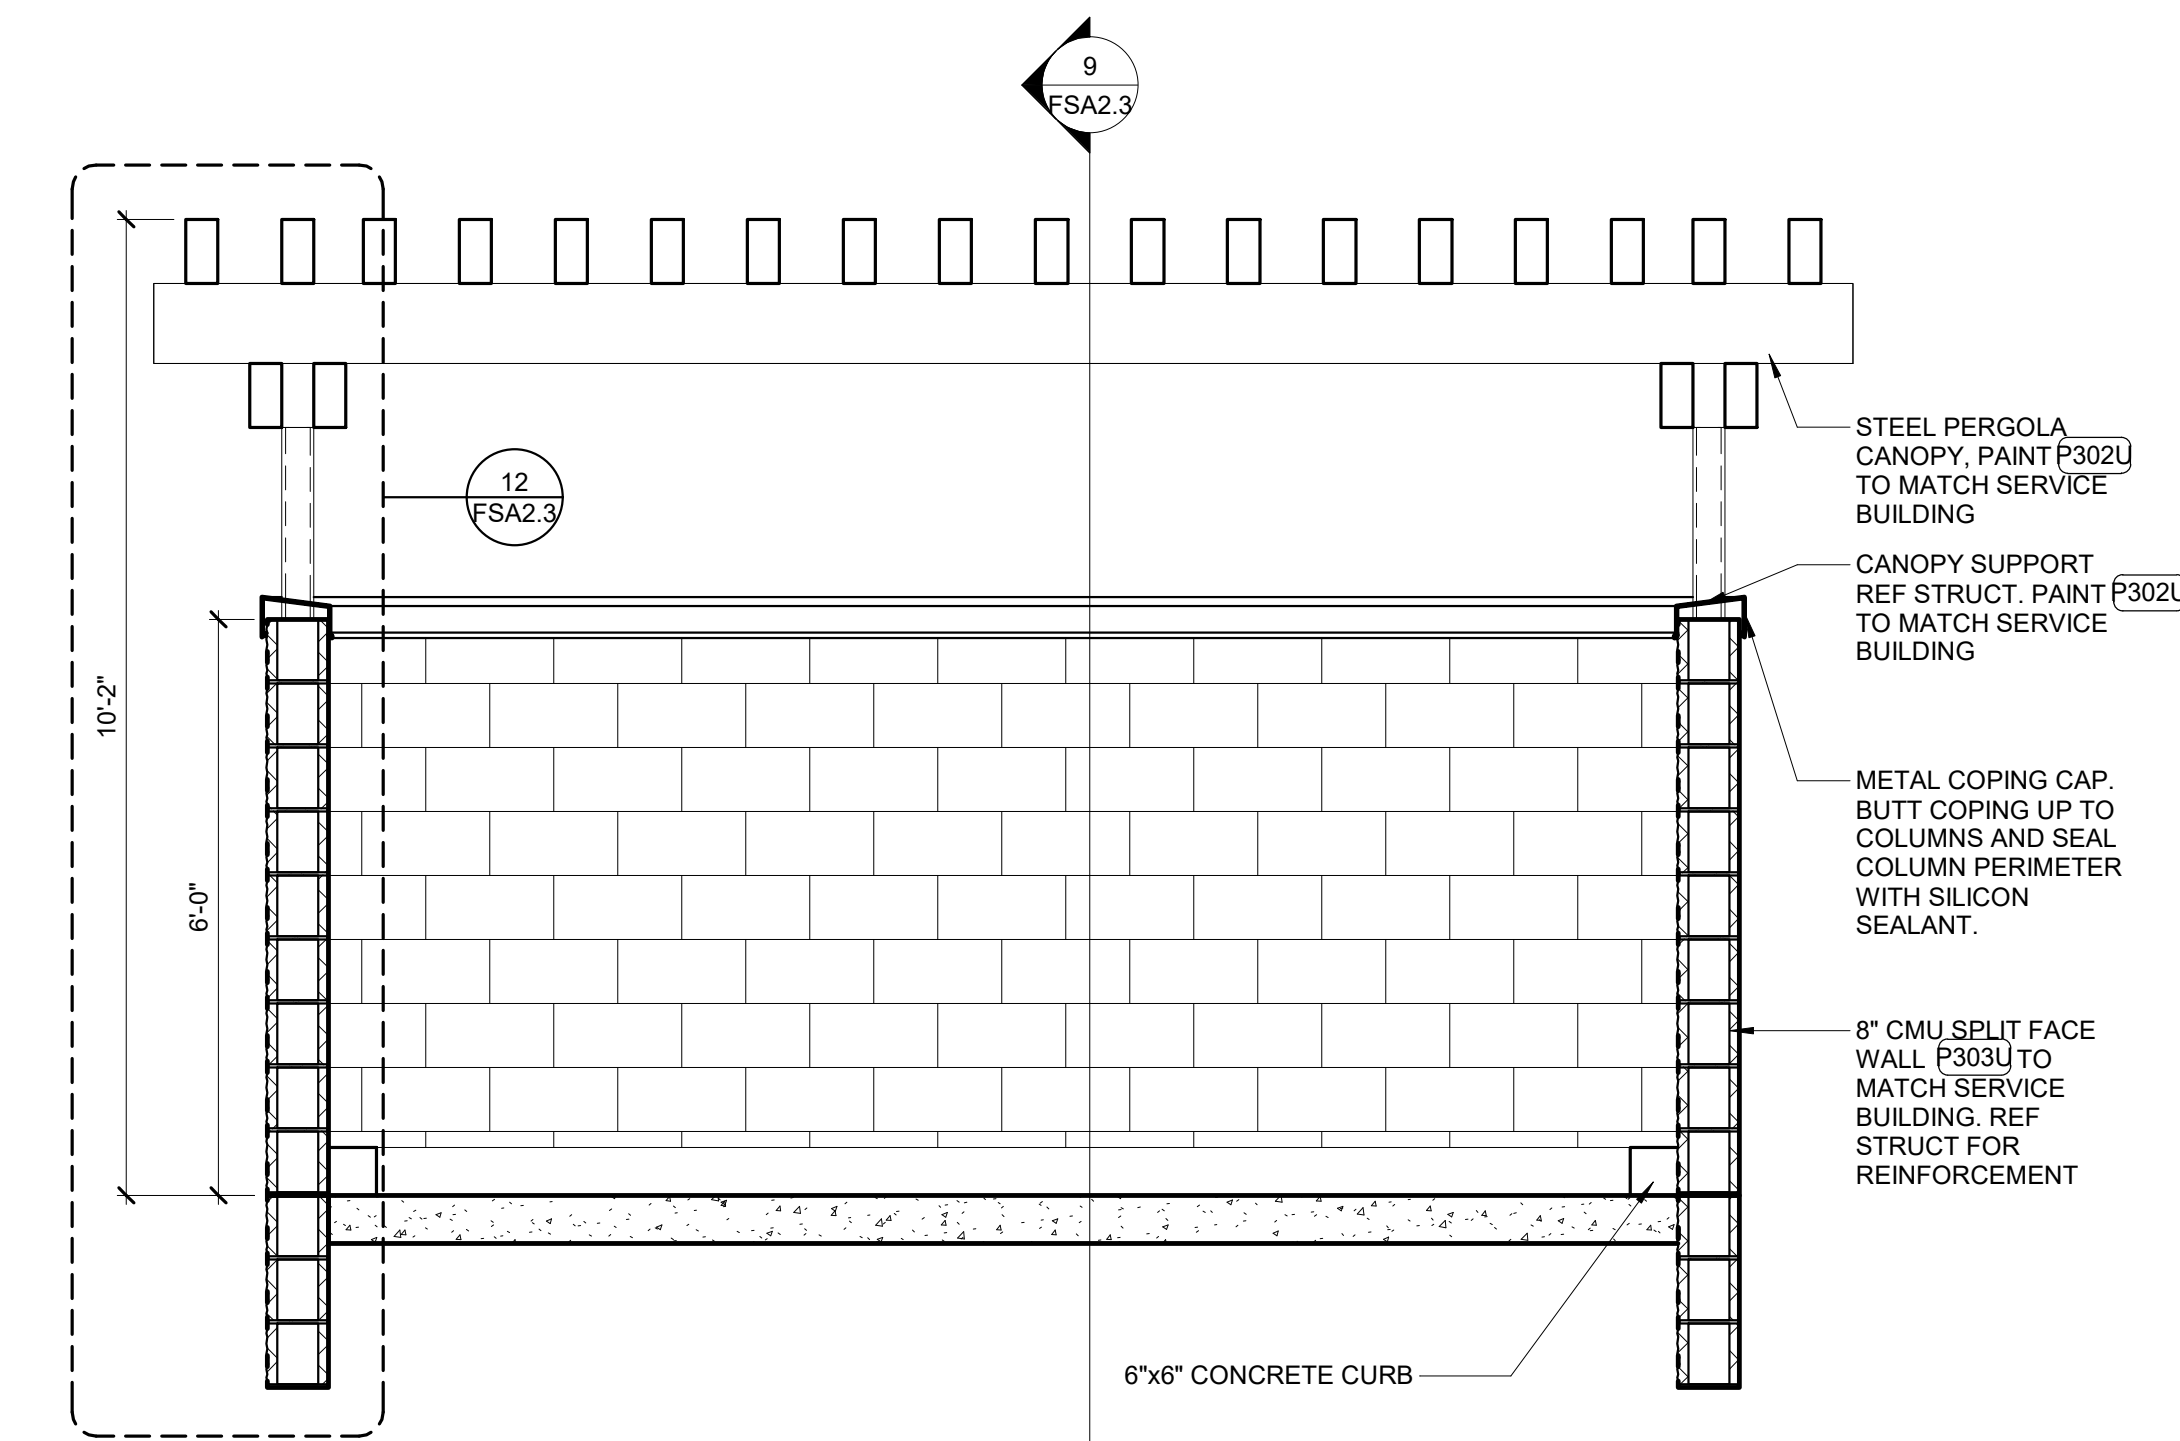 9
FSA2.3
12
FSA2.3
10'-2"
6'-0"
STEEL PERGOLA
CANOPY, PAINT P302U
TO MATCH SERVICE
BUILDING
CANOPY SUPPORT
REF STRUCT. PAINT P302U
TO MATCH SERVICE
BUILDING
METAL COPING CAP.
BUTT COPING UP TO
COLUMNS AND SEAL
COLUMN PERIMETER
WITH SILICON
SEALANT.
8" CMU SPLIT FACE
WALL P303U TO
MATCH SERVICE
BUILDING. REF
STRUCT FOR
REINFORCEMENT
6"x6" CONCRETE CURB